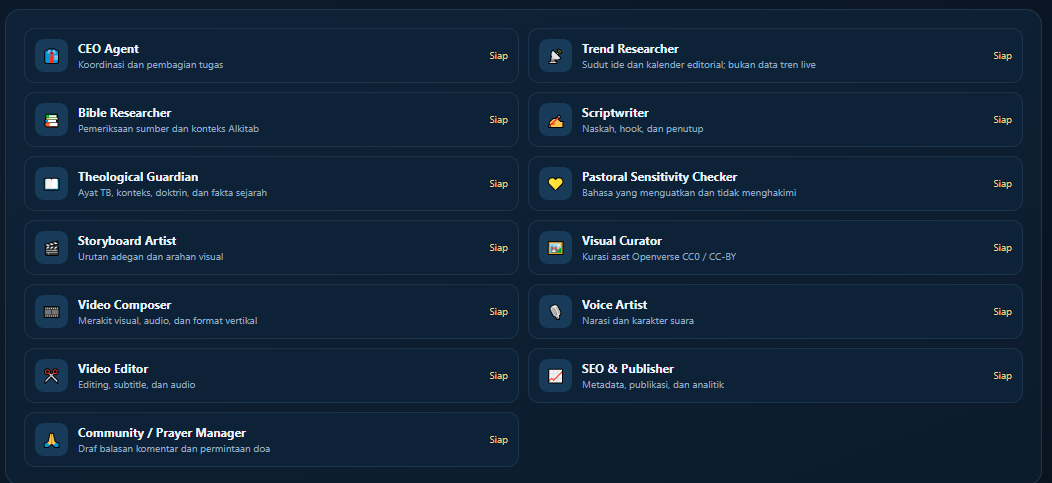 CEO Agent
Koordinasi dan pembagian tugas
Siap
Trend Researcher
Sudut ide dan kalender editorial; bukan data tren live
Siap
Bible Researcher
Pemeriksaan sumber dan konteks Alkitab
Siap
Scriptwriter
Naskah, hook, dan penutup
Siap
Theological Guardian
Ayat TB, konteks, doktrin, dan fakta sejarah
Siap
Pastoral Sensitivity Checker
Bahasa yang menguatkan dan tidak menghakimi
Siap
Storyboard Artist
Urutan adegan dan arahan visual
Siap
Visual Curator
Kurasi aset Openverse CC0 / CC-BY
Siap
Video Composer
Merakit visual, audio, dan format vertikal
Siap
Voice Artist
Narasi dan karakter suara
Siap
Video Editor
Editing, subtitle, dan audio
Siap
SEO & Publisher
Metadata, publikasi, dan analitik
Siap
Community / Prayer Manager
Draf balasan komentar dan permintaan doa
Siap